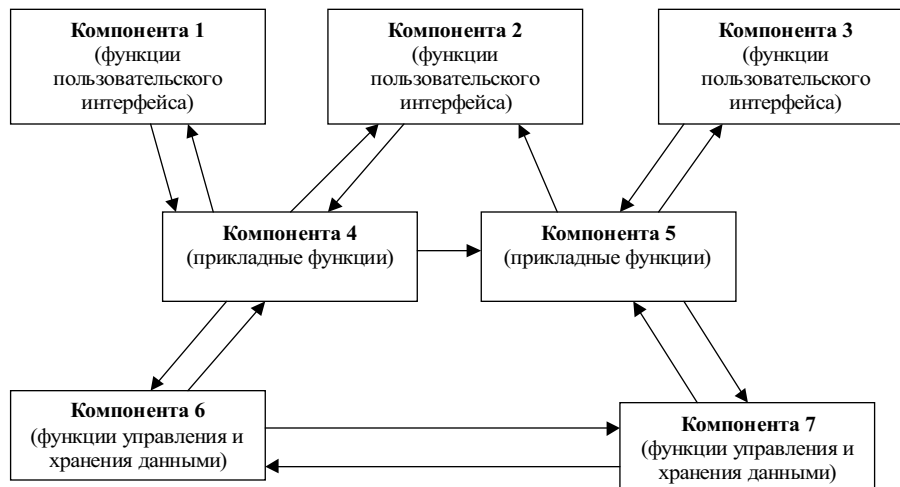 Компонента 1
(функции
пользовательского
интерфейса)
Компонента 2
(функции
пользовательского
интерфейса)
Компонента 3
(функции
пользовательского
интерфейса)
Компонента 4
(прикладные функции)
Компонента 5
(прикладные функции)
Компонента 6
(функции управления и
хранения данными)
Компонента 7
(функции управления и
хранения данными)